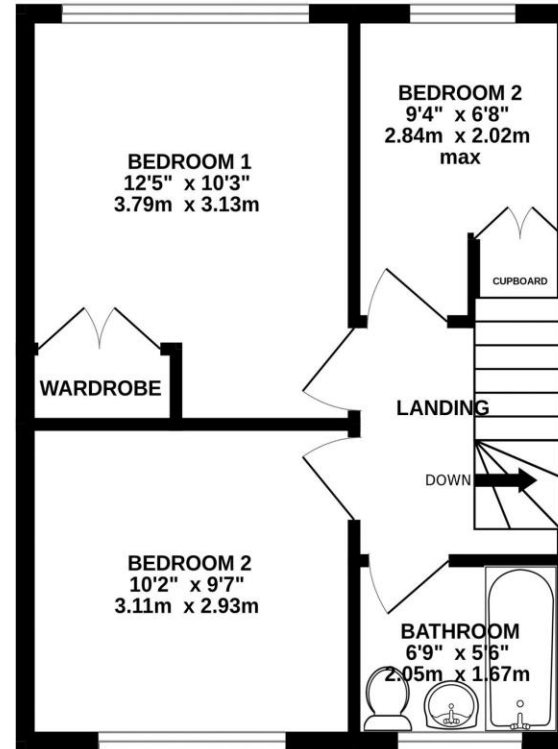 BEDROOM 1
12'5" x 10'3"
3.79m x 3.13m
BEDROOM 2
9'4" x 6'8"
2.84m x 2.02m
max
CUPBOARD
WARDROBE
LANDING
DOWN
BEDROOM 2
10'2" x 9'7"
3.11m x 2.93m
BATHROOM
6'9" x 5'6"
2.05m x 1.67m